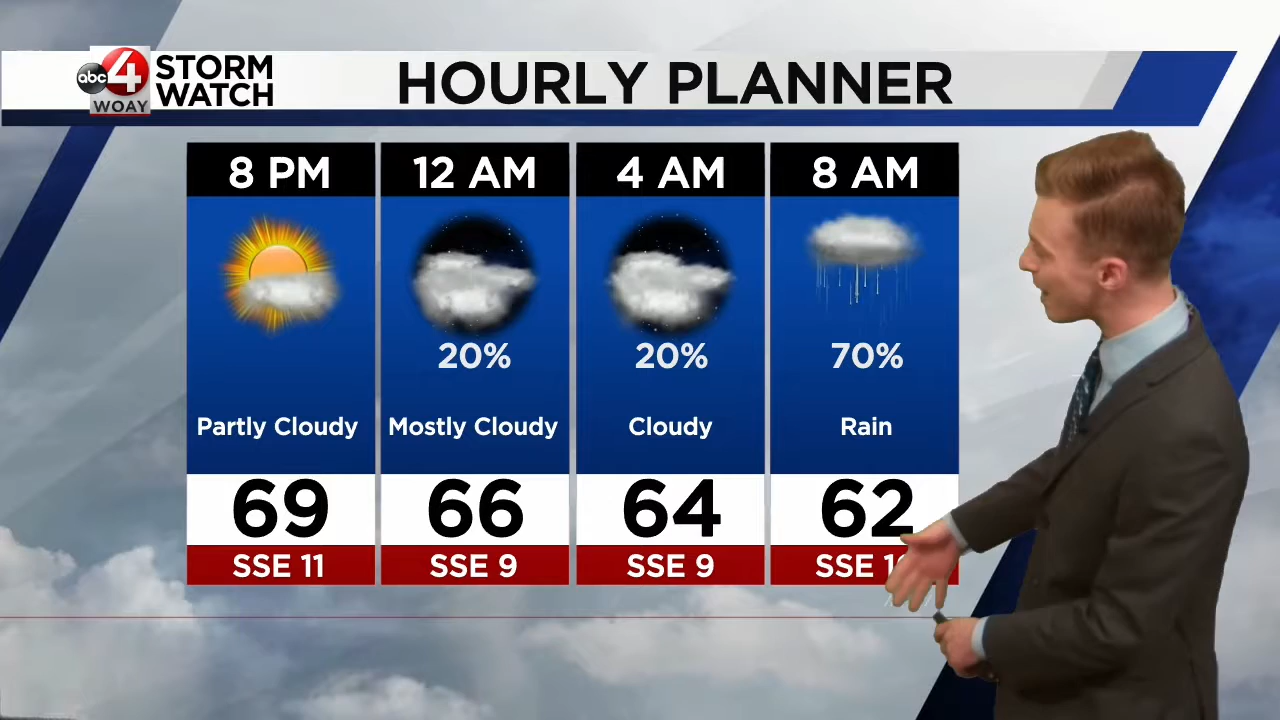 abc 4
WOAY
STORM
WATCH
HOURLY PLANNER
8 PM
12 AM
4 AM
8 AM
20%
20%
70%
Partly Cloudy
Mostly Cloudy
Cloudy
Rain
69
66
64
62
SSE 11
SSE 9
SSE 9
SSE